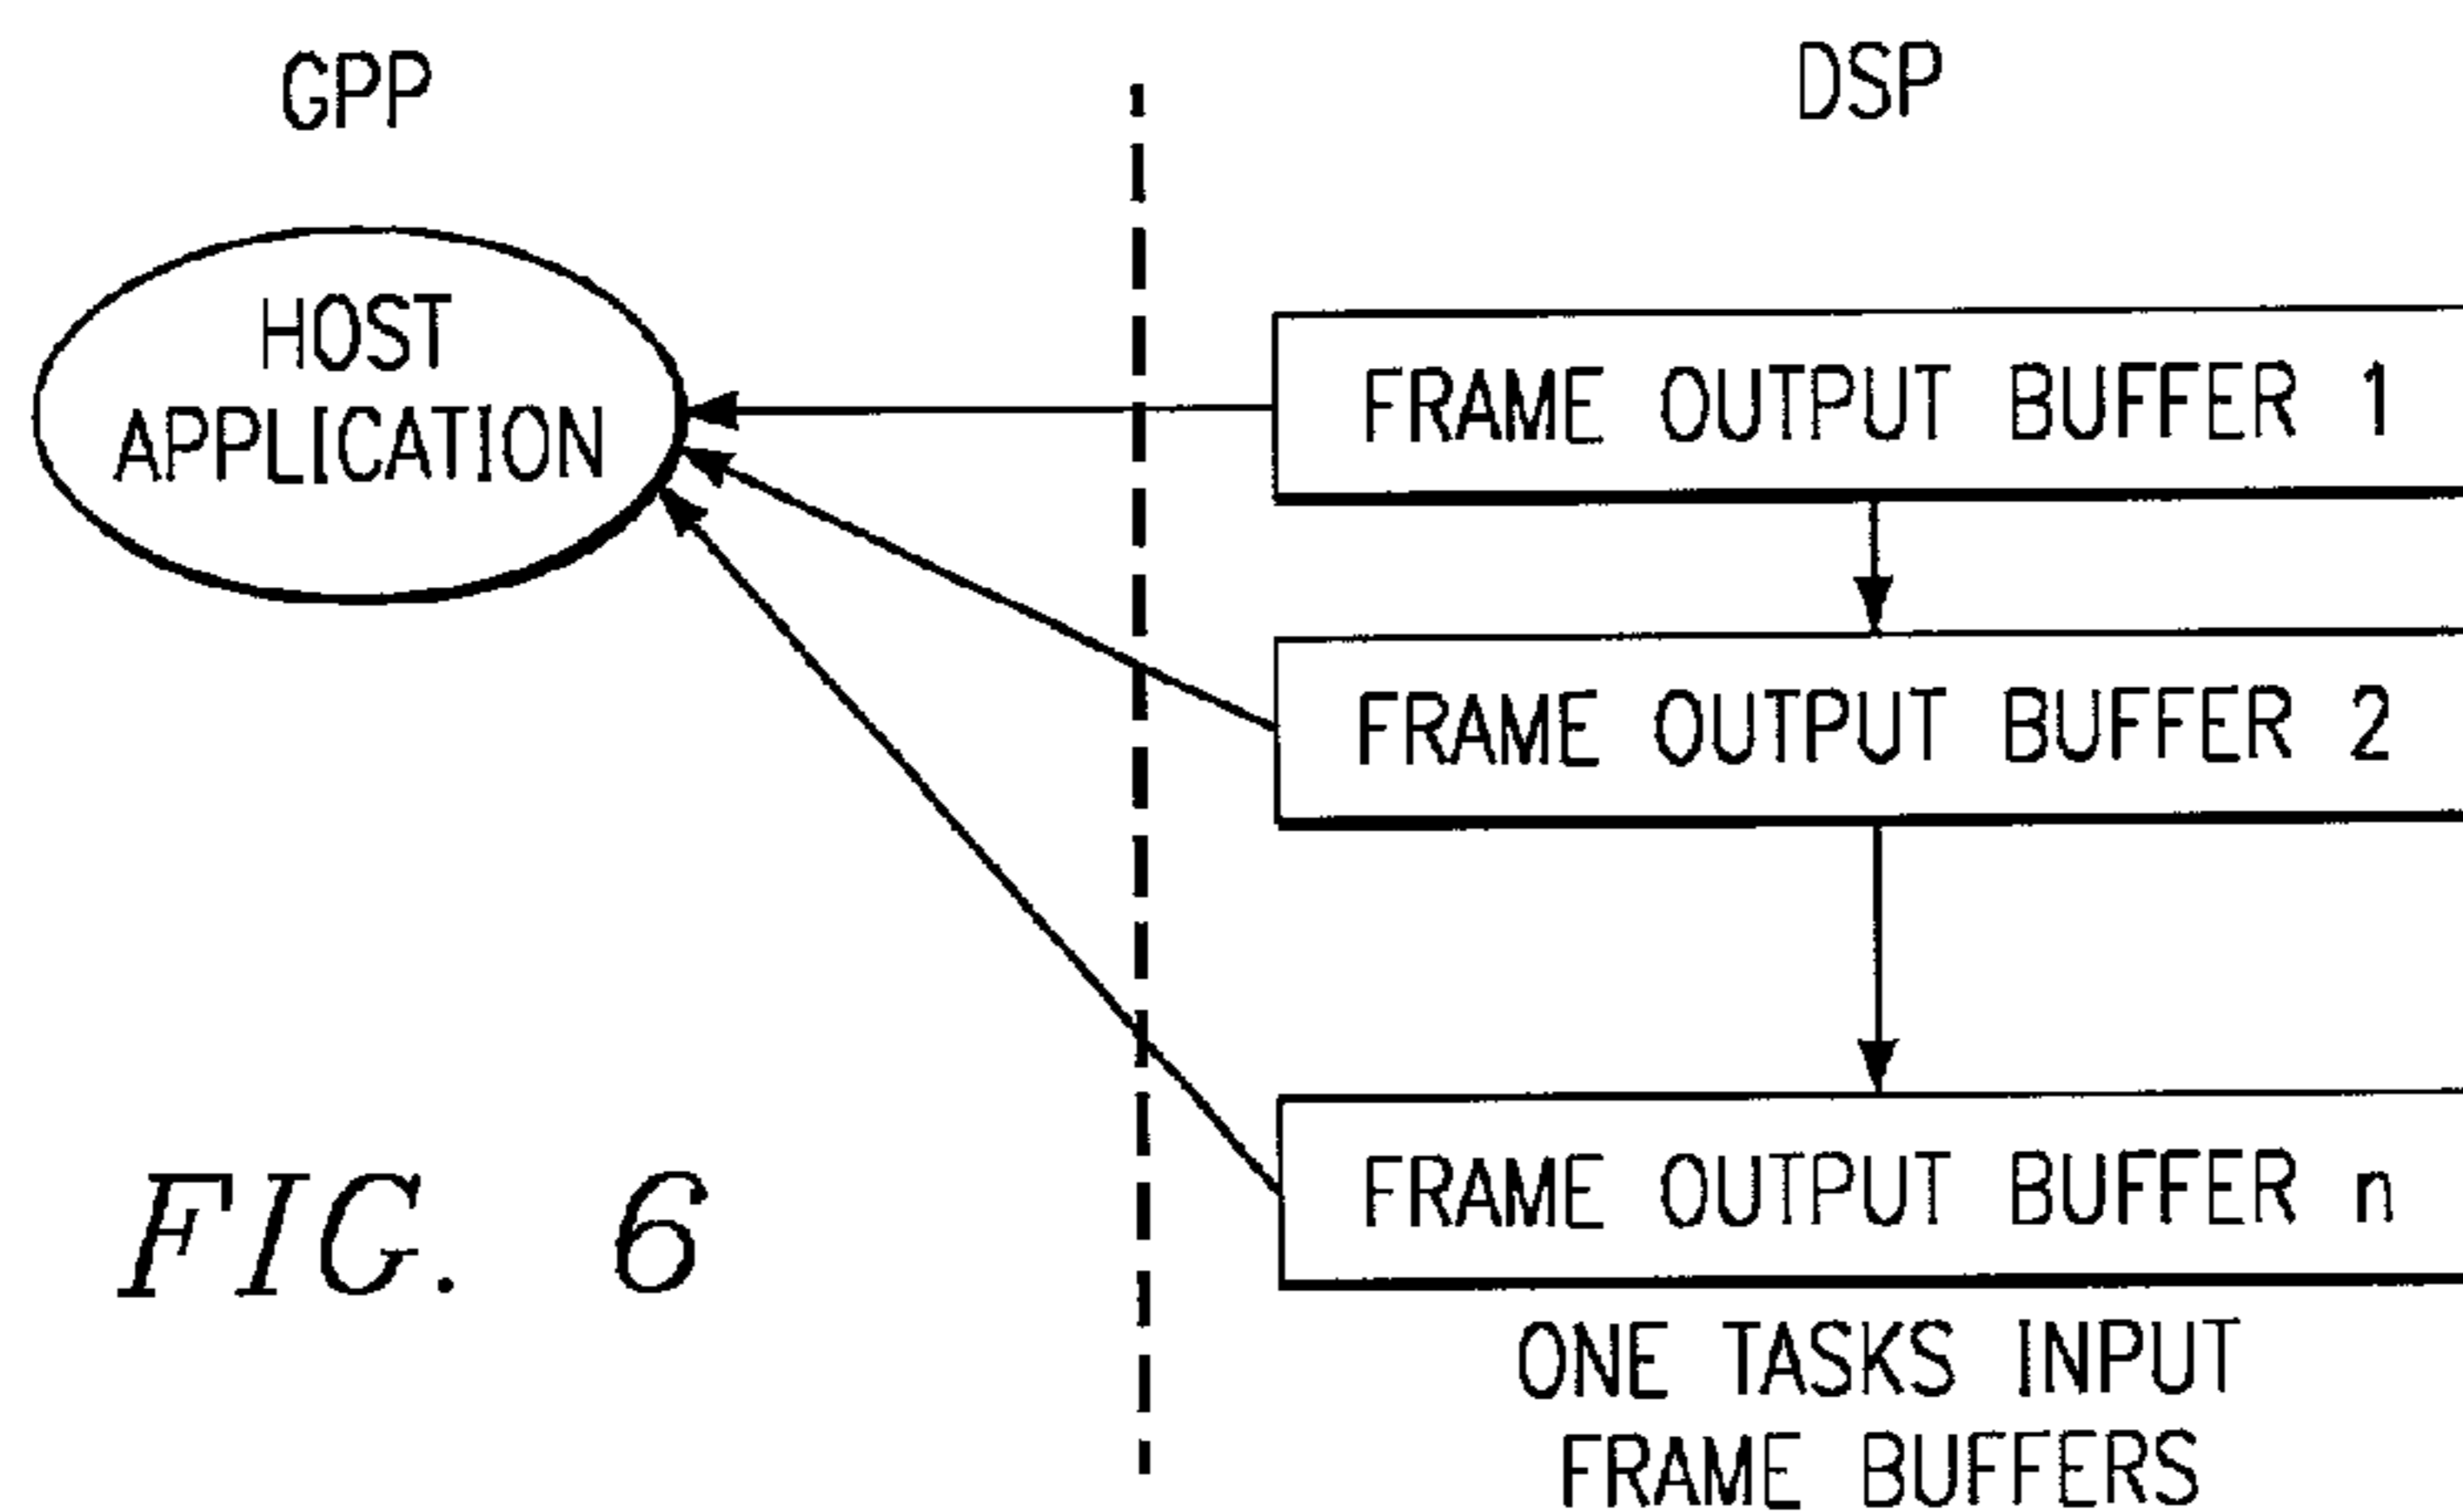 GPP
DSP
HOST
APPLICATION
FRAME OUTPUT BUFFER 1
FRAME OUTPUT BUFFER 2
FRAME OUTPUT BUFFER n
ONE TASKS INPUT
FRAME BUFFERS
FIG. 6